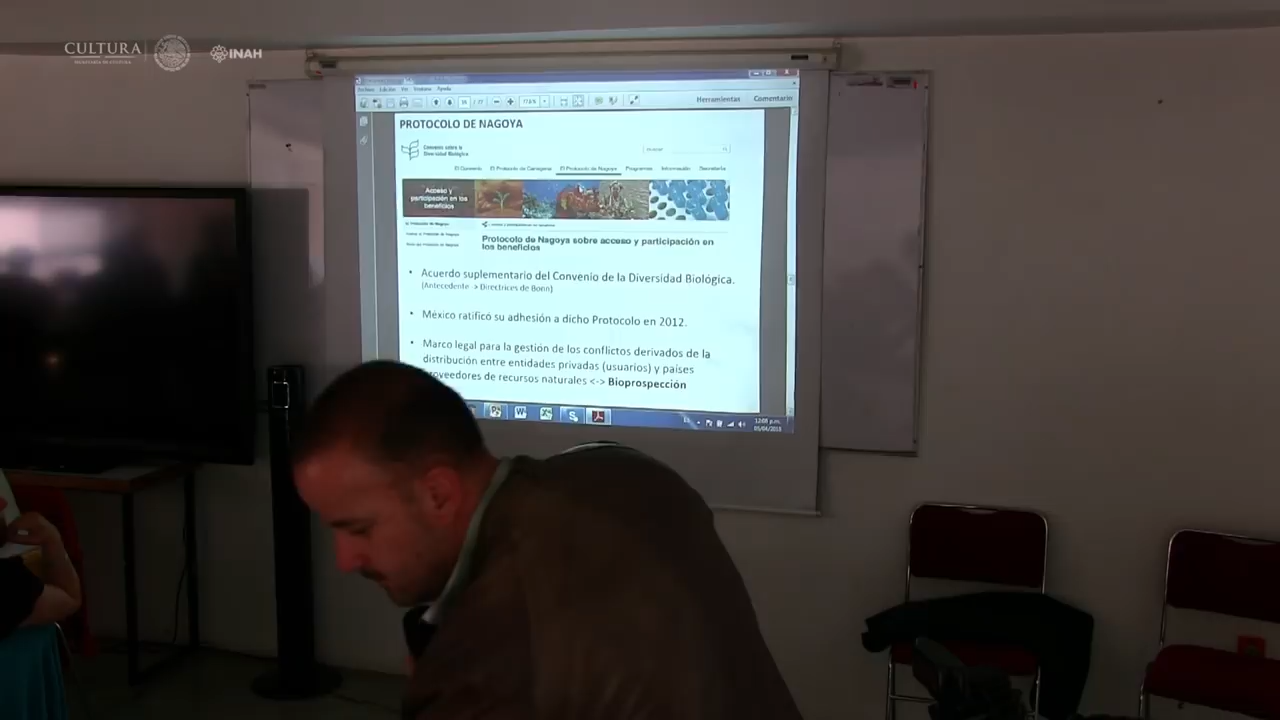 CULTURA
SECRETARÍA DE CULTURA
INAH
Herramientas
Comentario
PROTOCOLO DE NAGOYA
Convenio sobre la
Diversidad Biológica
El Convenio
El Protocolo de Cartagena
El Protocolo de Nagoya
Programas
Información
Secretaría
Acceso y
participación en los
beneficios
Protocolo de Nagoya sobre acceso y participación en
los beneficios
• Acuerdo suplementario del Convenio de la Diversidad Biológica.
(Antecedente -> Directrices de Bonn)
• México ratificó su adhesión a dicho Protocolo en 2012.
• Marco legal para la gestión de los conflictos derivados de la
distribución entre entidades privadas (usuarios) y países
proveedores de recursos naturales <-> Bioprospección